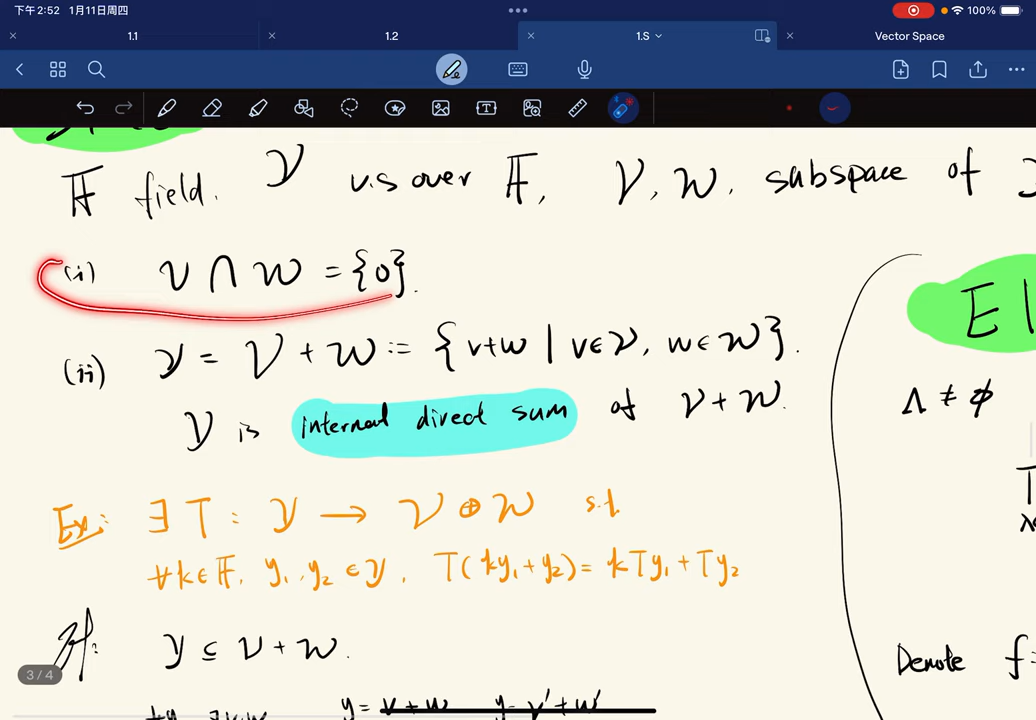 下午 2:52 1月11日周四
100%
1.1 1.2 1.S Vector Space
𝔽 field. 𝒴 v.s over 𝔽, 𝒱, 𝒲, subspace of
(i) 𝒱 ∩ 𝒲 = {0}.
(ii) 𝒴 = 𝒱 + 𝒲 := {v+w | v∈𝒱, w∈𝒲}.
𝒴 is internal direct sum of 𝒱 + 𝒲.
Λ ≠ ϕ
Ex: ∃ T: 𝒴 → 𝒱 ⊕ 𝒲 s.t
∀k∈𝔽, y₁, y₂ ∈ 𝒴, T(ky₁+y₂) = kTy₁ + Ty₂
𝒴 ⊆ 𝒱 + 𝒲.
Denote f=
3 / 4
y = v+w y = v'+w'